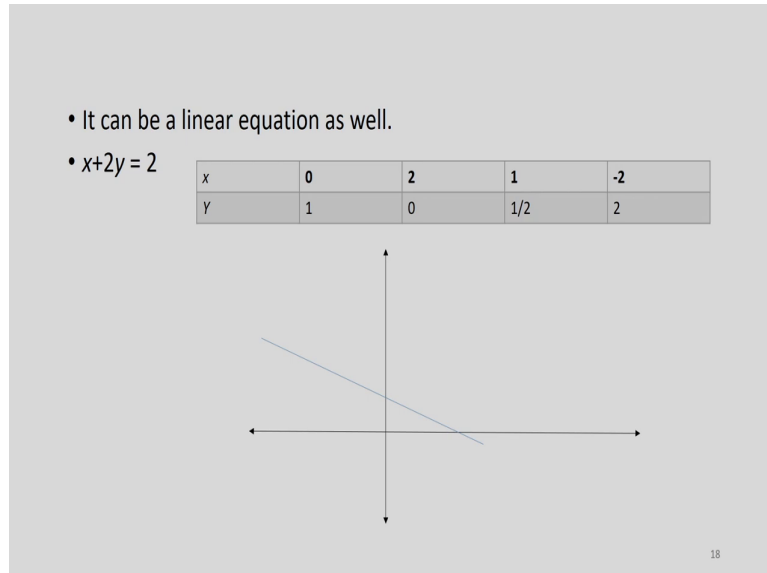 • It can be a linear equation as well.
• x+2y = 2
x 0 2 1 -2
Y 1 0 1/2 2
18